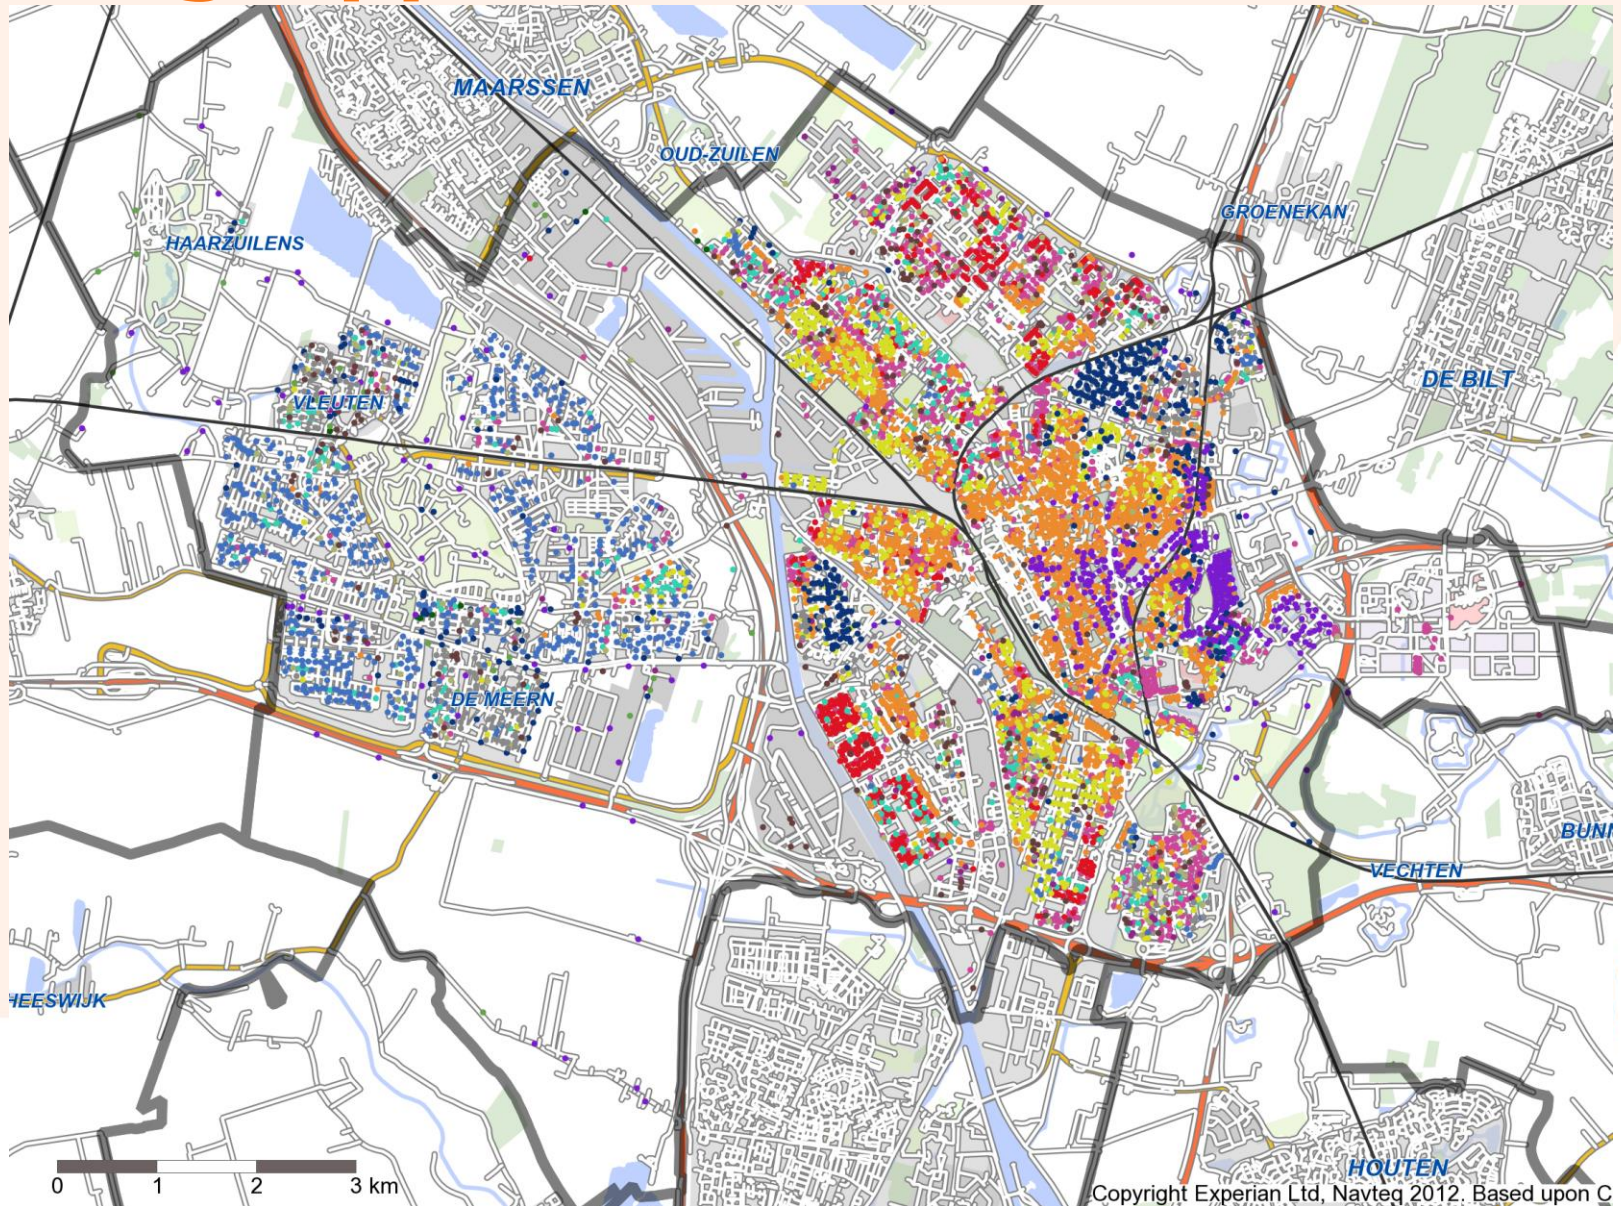 MAARSSEN
OUD-ZUILEN
GROENEKAN
HAARZUILENS
DE BILT
VLEUTEN
DE MEERN
BUNN
VECHTEN
HEESWIJK
HOUTEN
0 1 2 3 km
Copyright Experian Ltd, Navteq 2012. Based upon C